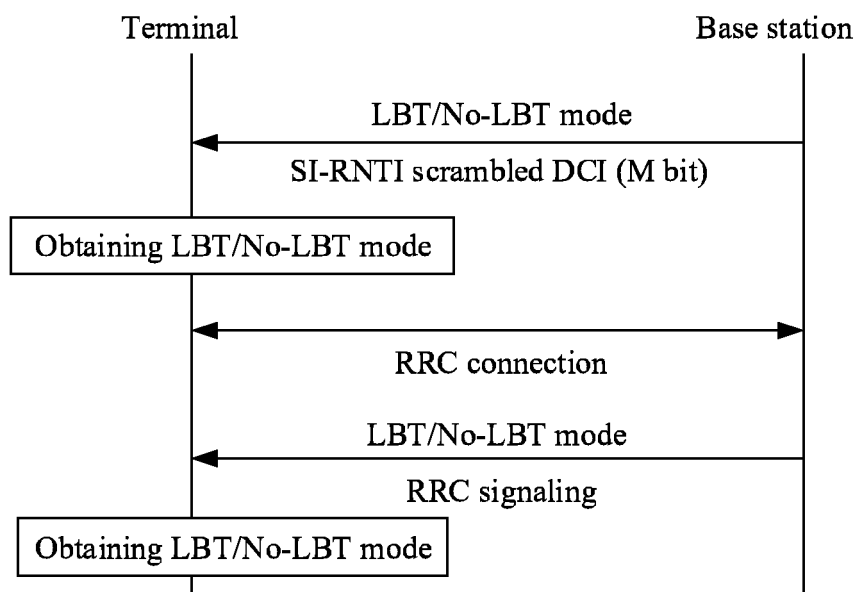 Terminal
Base station
LBT/No-LBT mode
SI-RNTI scrambled DCI (M bit)
Obtaining LBT/No-LBT mode
RRC connection
LBT/No-LBT mode
RRC signaling
Obtaining LBT/No-LBT mode